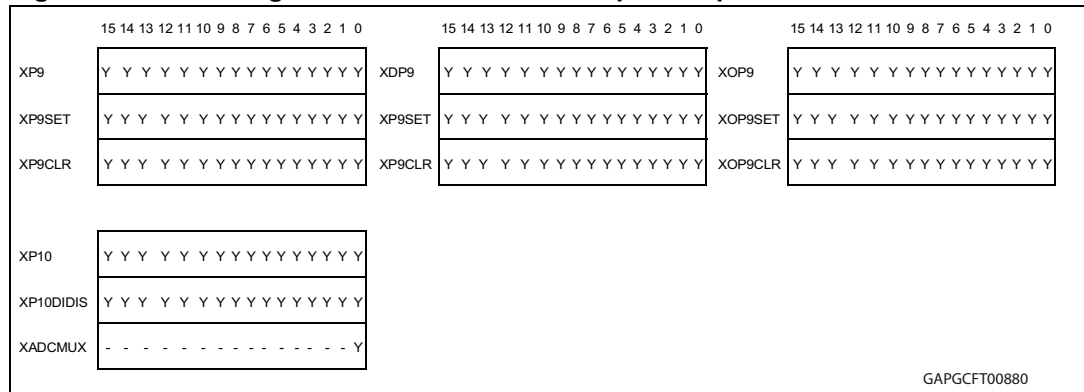 15 14 13 12 11 10 9 8 7 6 5 4 3 2 1 0 15 14 13 12 11 10 9 8 7 6 5 4 3 2 1 0 15 14 13 12 11 10 9 8 7 6 5 4 3 2 1 0
XP9 Y Y Y Y Y Y Y Y Y Y Y Y Y Y Y Y XDP9 Y Y Y Y Y Y Y Y Y Y Y Y Y Y Y Y XOP9 Y Y Y Y Y Y Y Y Y Y Y Y Y Y Y Y
XP9SET Y Y Y Y Y Y Y Y Y Y Y Y Y Y Y Y XP9SET Y Y Y Y Y Y Y Y Y Y Y Y Y Y Y Y XOP9SET Y Y Y Y Y Y Y Y Y Y Y Y Y Y Y Y
XP9CLR Y Y Y Y Y Y Y Y Y Y Y Y Y Y Y Y XP9CLR Y Y Y Y Y Y Y Y Y Y Y Y Y Y Y Y XOP9CLR Y Y Y Y Y Y Y Y Y Y Y Y Y Y Y Y
XP10 Y Y Y Y Y Y Y Y Y Y Y Y Y Y Y Y
XP10DIDIS Y Y Y Y Y Y Y Y Y Y Y Y Y Y Y Y
XADCMUX - - - - - - - - - - - - - - - Y
GAPGCFT00880